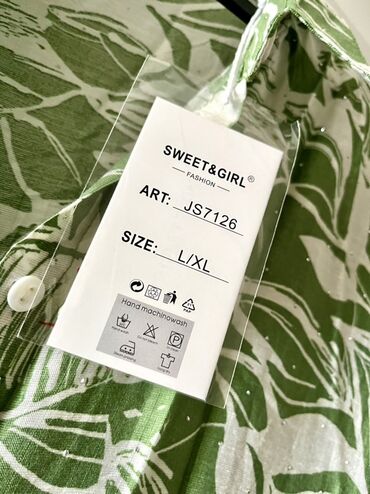 SWEET&GIRL®
FASHION
ART: JS7126
SIZE: L/XL
Hand machinowash